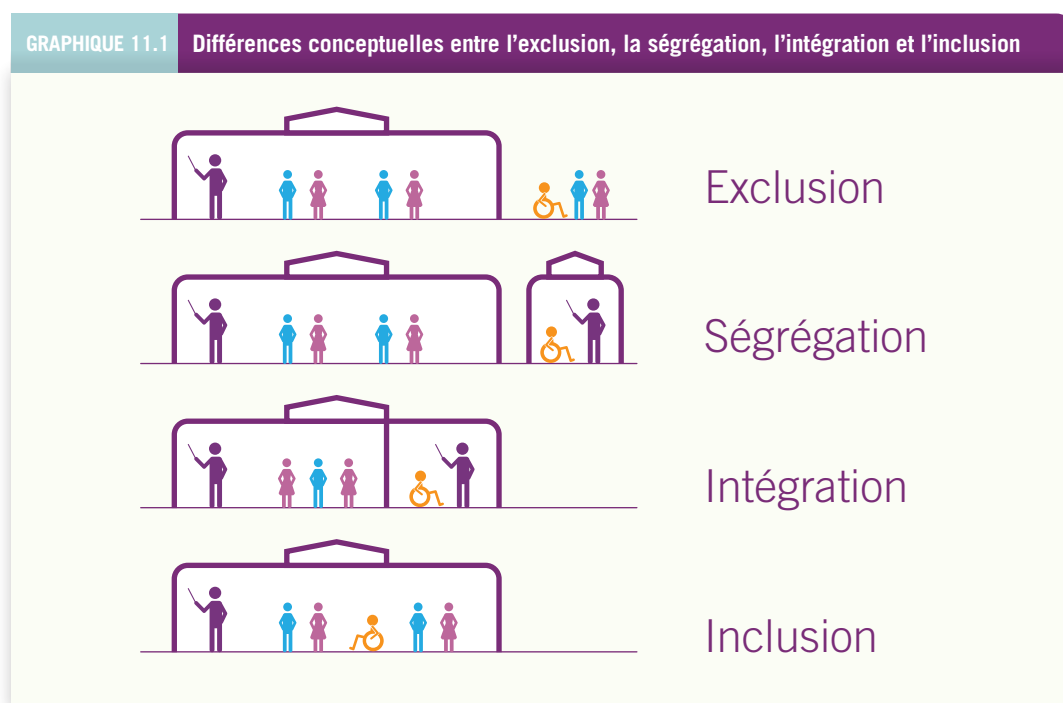 GRAPHIQUE 11.1 Différences conceptuelles entre l’exclusion, la ségrégation, l’intégration et l’inclusion
Exclusion
Ségrégation
Intégration
Inclusion